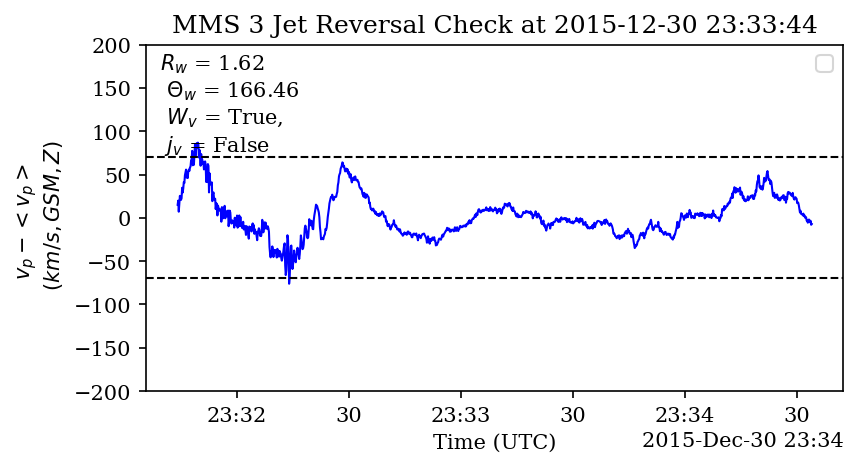 MMS 3 Jet Reversal Check at 2015-12-30 23:33:44
200
150
100
50
0
−50
−100
−150
−200
v_p − < v_p >
(km/s, GSM, Z)
R_w = 1.62
Θ_w = 166.46
W_v = True,
j_v = False
23:32
30
23:33
30
23:34
30
Time (UTC)
2015-Dec-30 23:34